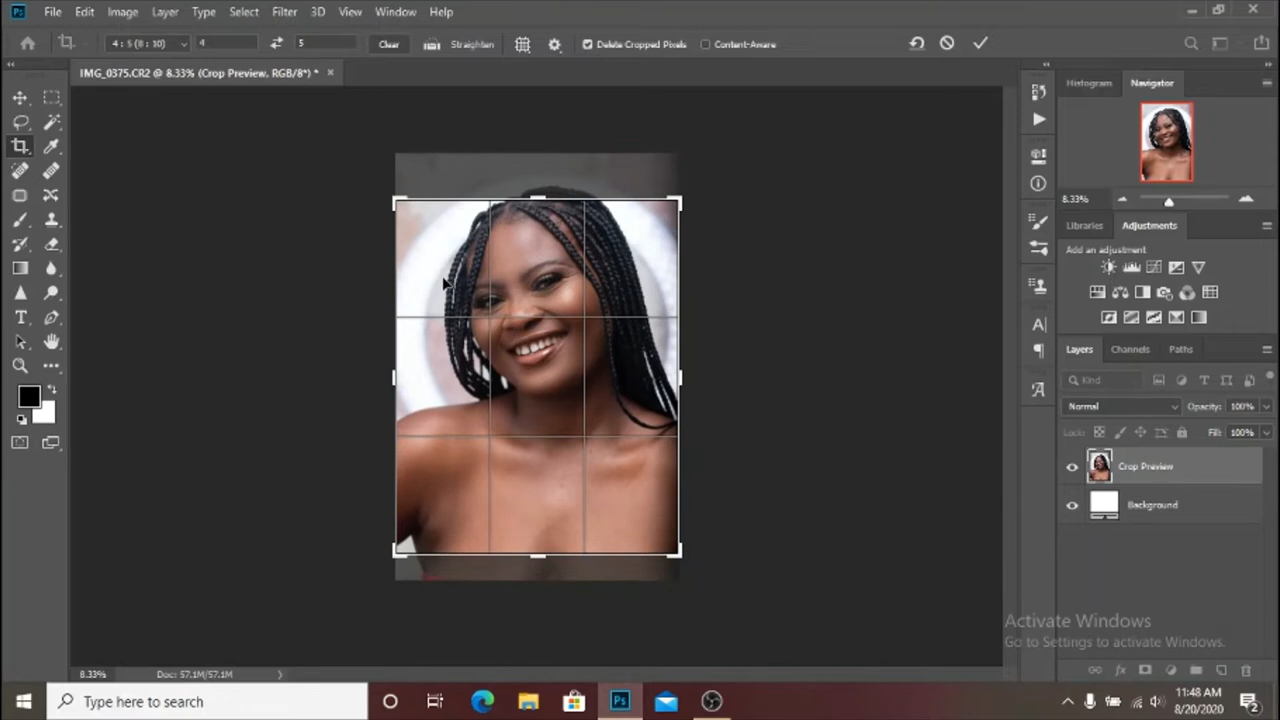 Ps File Edit Image Layer Type Select Filter 3D View Window Help
4 : 5 (8 : 10) 4 5 Clear Straighten Delete Cropped Pixels Content-Aware
IMG_0375.CR2 @ 8.33% (Crop Preview, RGB/8*) * ×
Histogram Navigator
8.33%
Libraries Adjustments
Add an adjustment
Layers Channels Paths
Kind
Normal Opacity: 100%
Lock: Fill: 100%
Crop Preview
Background
Activate Windows
Go to Settings to activate Windows.
8.33% Doc: 57.1M/57.1M
Type here to search Ps 11:48 AM
8/20/2020 2